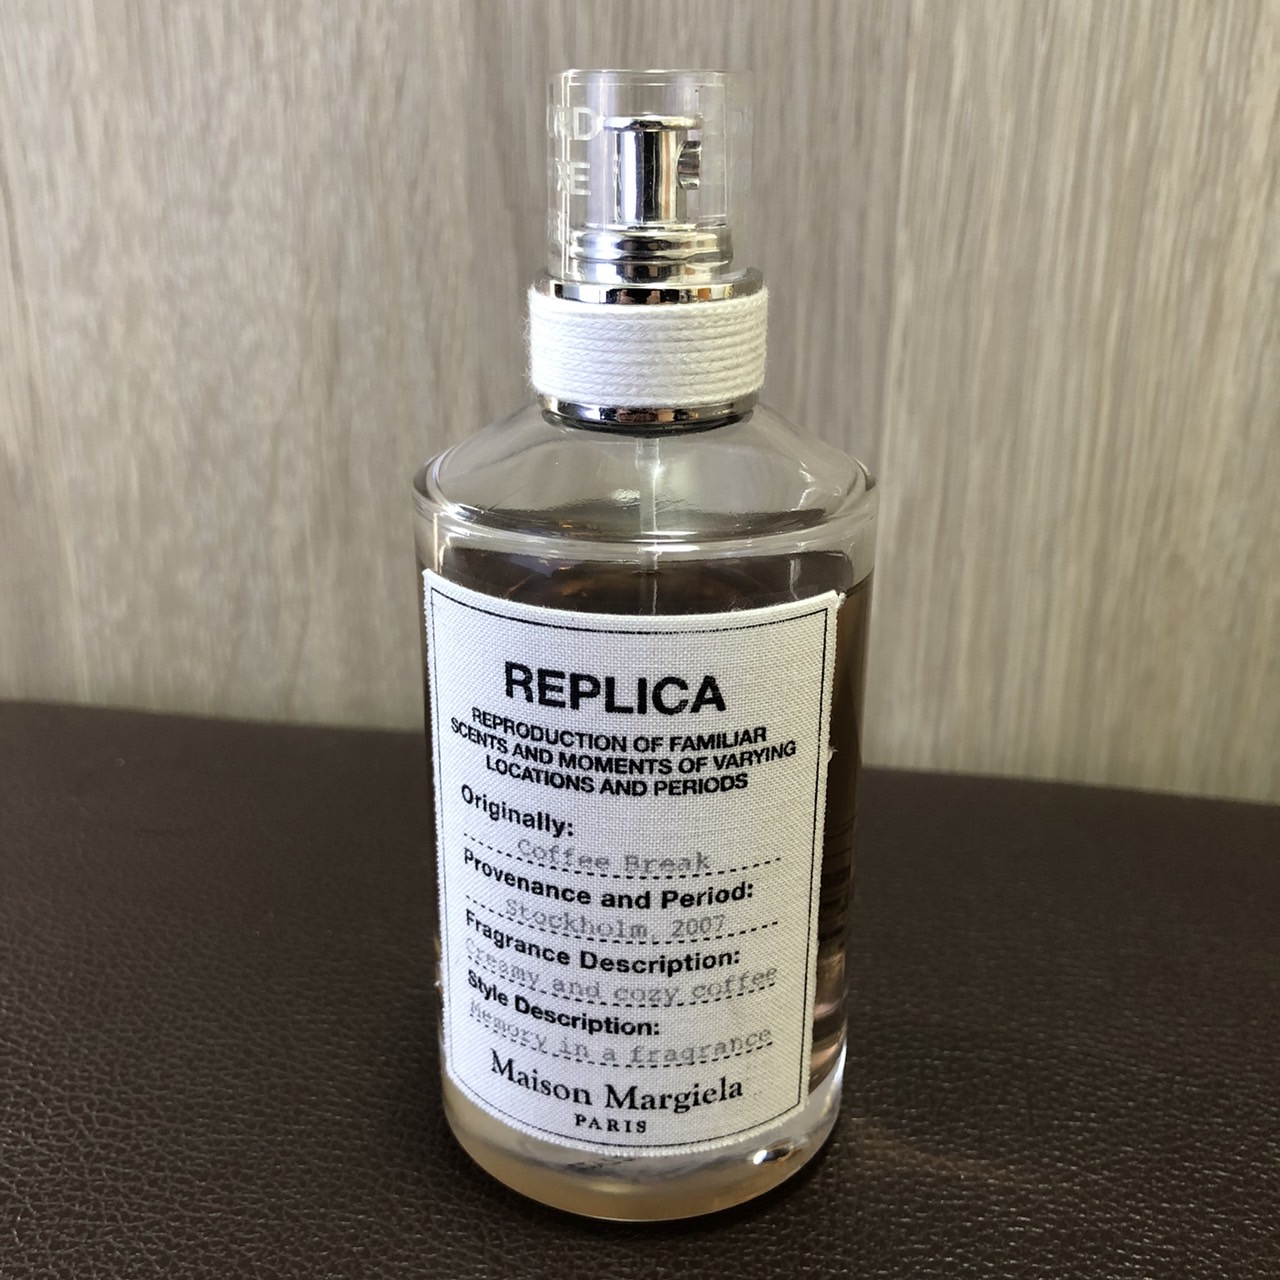 REPLICA
REPRODUCTION OF FAMILIAR
SCENTS AND MOMENTS OF VARYING
LOCATIONS AND PERIODS
Originally:
Coffee Break
Provenance and Period:
Stockholm, 2007
Fragrance Description:
Creamy and cozy coffee
Style Description:
Memory in a fragrance
Maison Margiela
PARIS